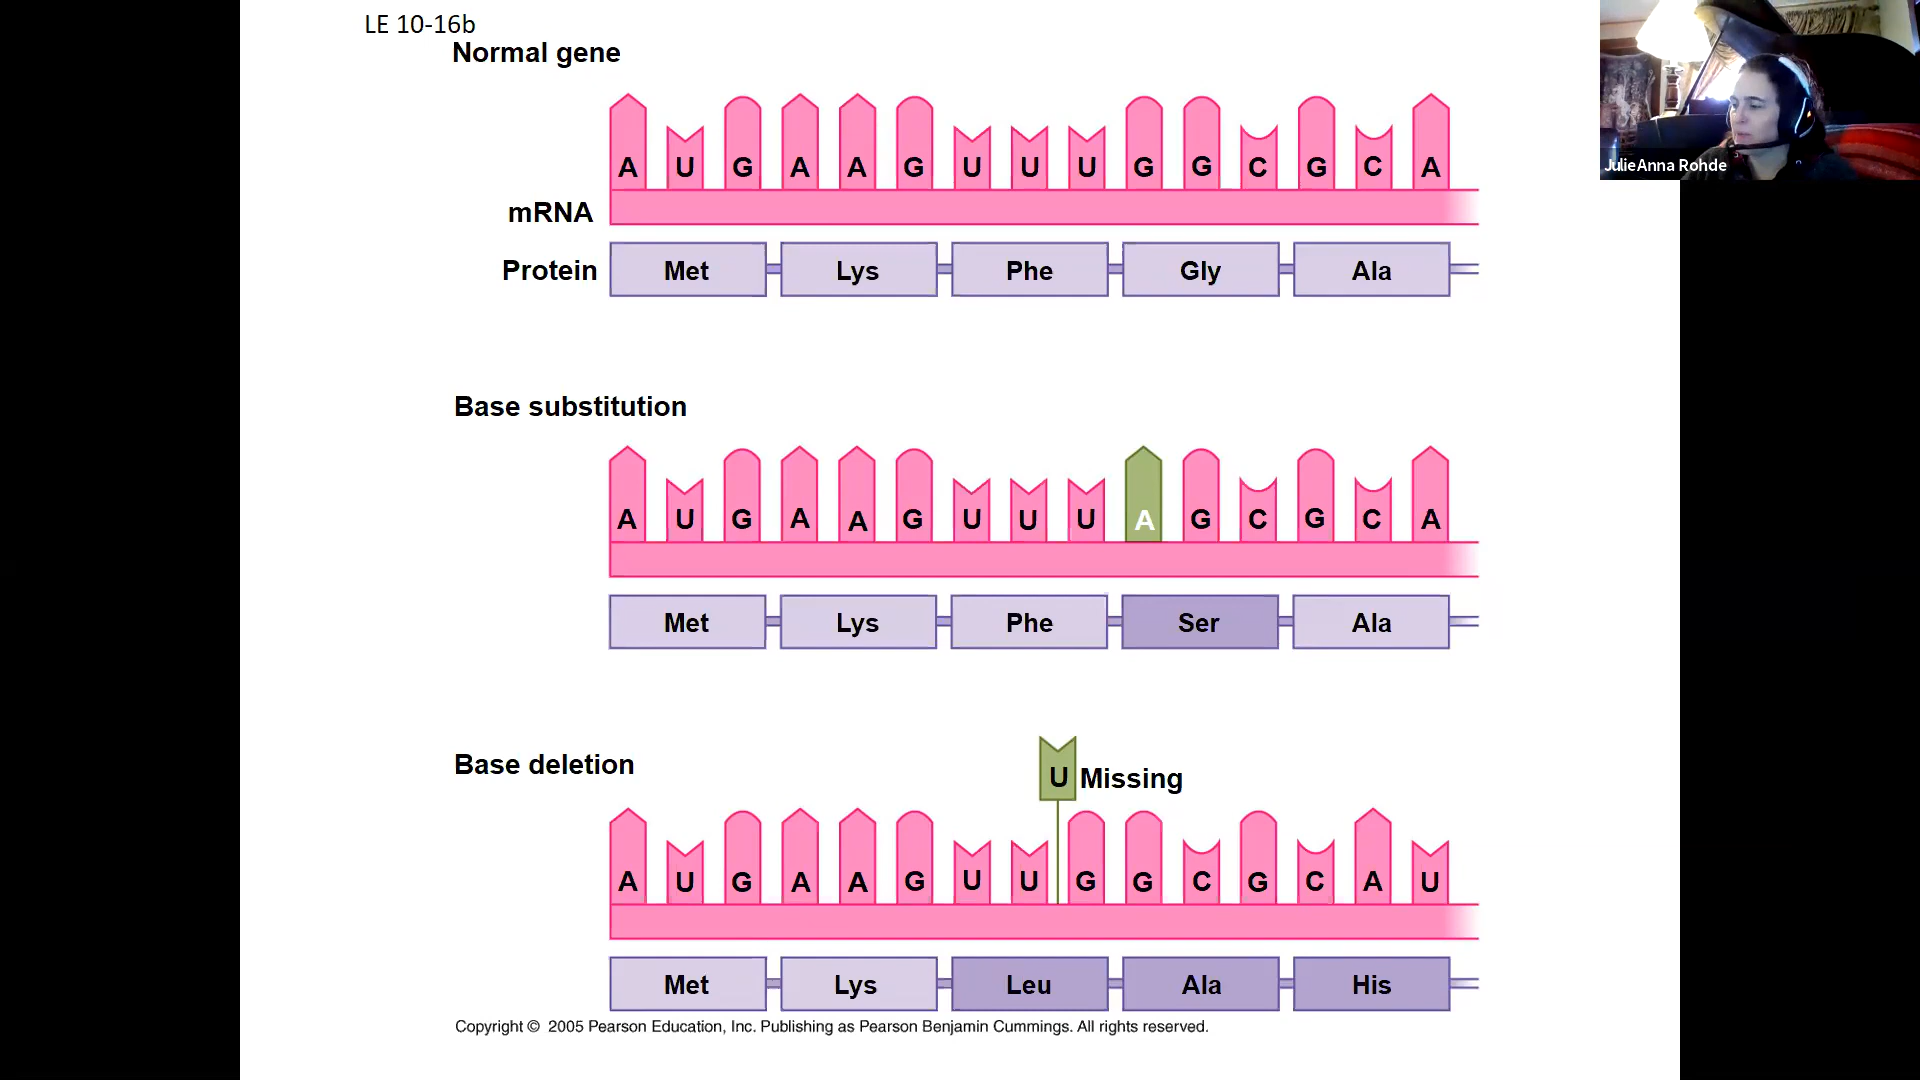 LE 10-16b
Normal gene
A U G A A G U U U G G C G C A
mRNA
Protein Met Lys Phe Gly Ala
JulieAnna Rohde
Base substitution
A U G A A G U U U A G C G C A
Met Lys Phe Ser Ala
Base deletion
U Missing
A U G A A G U U G G C G C A U
Met Lys Leu Ala His
Copyright © 2005 Pearson Education, Inc. Publishing as Pearson Benjamin Cummings. All rights reserved.